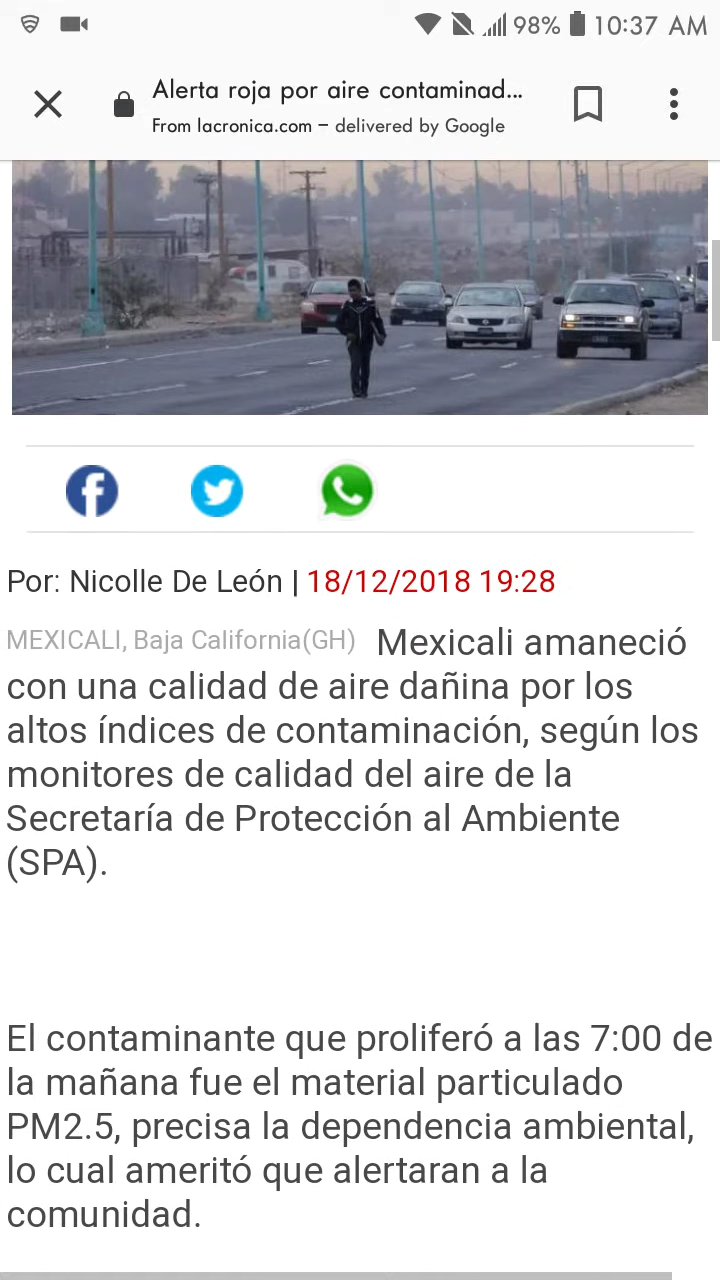 98% 10:37 AM
Alerta roja por aire contaminad...
From lacronica.com – delivered by Google
Por: Nicolle De León | 18/12/2018 19:28
MEXICALI, Baja California(GH) Mexicali amaneció
con una calidad de aire dañina por los
altos índices de contaminación, según los
monitores de calidad del aire de la
Secretaría de Protección al Ambiente
(SPA).
El contaminante que proliferó a las 7:00 de
la mañana fue el material particulado
PM2.5, precisa la dependencia ambiental,
lo cual ameritó que alertaran a la
comunidad.